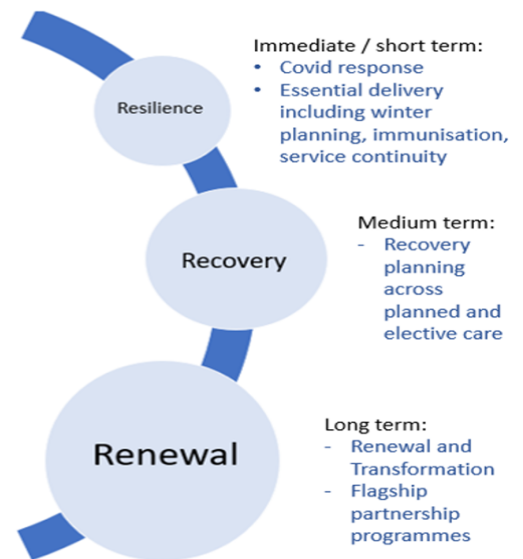 Resilience
Immediate / short term:
• Covid response
• Essential delivery
including winter
planning, immunisation,
service continuity
Recovery
Medium term:
- Recovery
planning
across
planned and
elective care
Renewal
Long term:
- Renewal and
Transformation
- Flagship
partnership
programmes